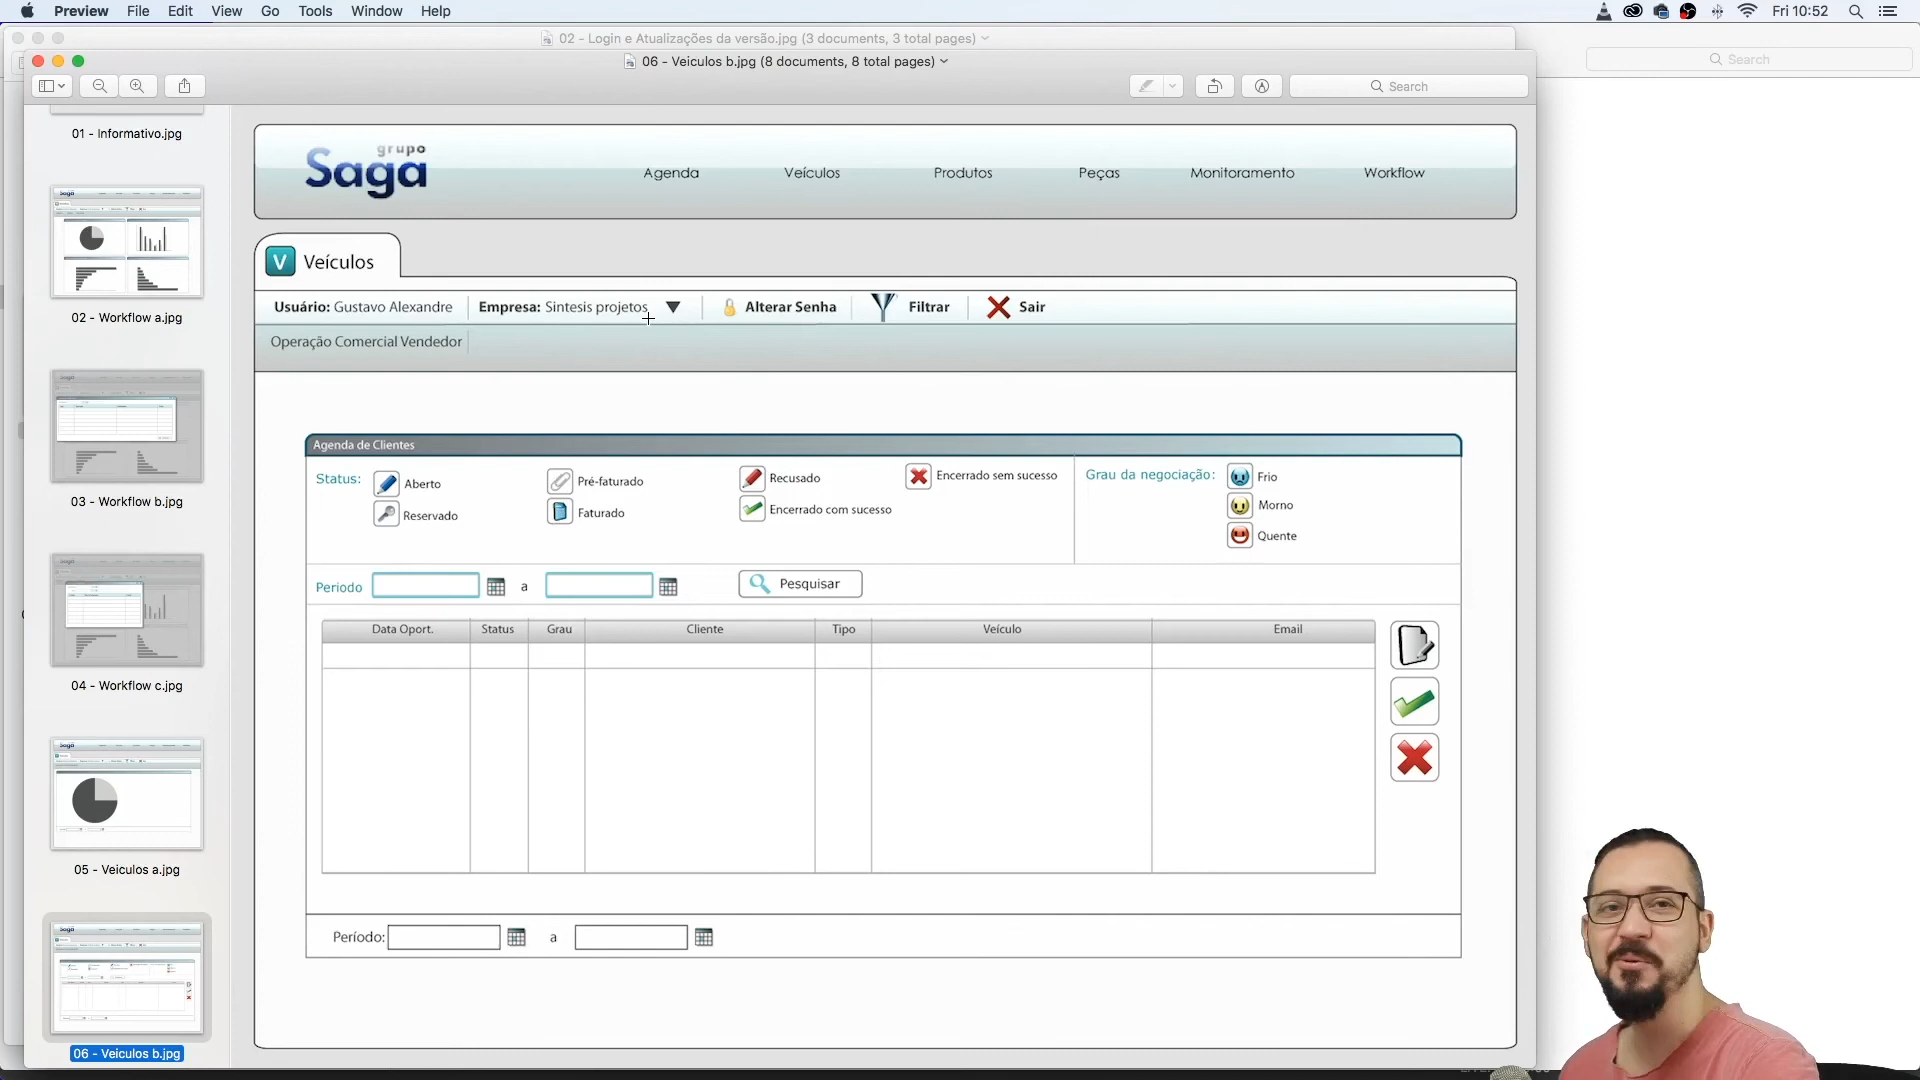 Preview File Edit View Go Tools Window Help Fri 10:52
02 - Login e Atualizações da versão.jpg (3 documents, 3 total pages)
06 - Veiculos b.jpg (8 documents, 8 total pages)
Search
Search
01 - Informativo.jpg
02 - Workflow a.jpg
03 - Workflow b.jpg
04 - Workflow c.jpg
05 - Veiculos a.jpg
06 - Veiculos b.jpg
grupo
Saga
Agenda Veículos Produtos Peças Monitoramento Workflow
V Veículos
Usuário: Gustavo Alexandre Empresa: Sintesis projetos Alterar Senha Filtrar Sair
Operação Comercial Vendedor
Agenda de Clientes
Status: Aberto Pré-faturado Recusado Encerrado sem sucesso Grau da negociação: Frio
Reservado Faturado Encerrado com sucesso Morno
Quente
Periodo a Pesquisar
Data Oport. Status Grau Cliente Tipo Veículo Email
Período: a